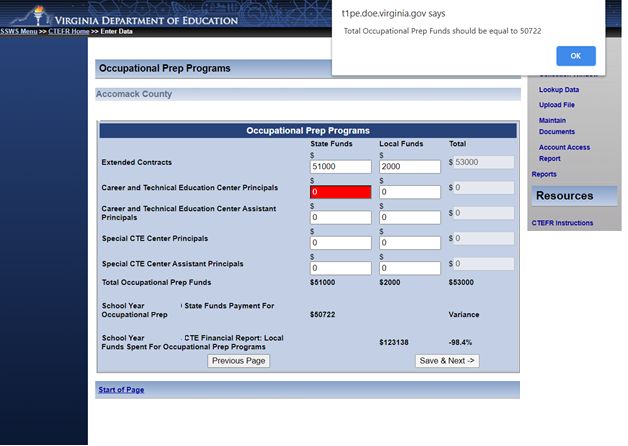 VIRGINIA DEPARTMENT OF EDUCATION
SSWS Menu >> CTEFR Home >> Enter Data
t1pe.doe.virginia.gov says
Total Occupational Prep Funds should be equal to 50722
OK
Lookup Data
Upload File
Maintain
Documents
Account Access
Report
Reports
Resources
CTEFR Instructions
Occupational Prep Programs
Accomack County
Occupational Prep Programs
State Funds Local Funds Total
Extended Contracts $ 51000 $ 2000 $ 53000
Career and Technical Education Center Principals $ 0 $ 0 $ 0
Career and Technical Education Center Assistant
Principals $ 0 $ 0 $ 0
Special CTE Center Principals $ 0 $ 0 $ 0
Special CTE Center Assistant Principals $ 0 $ 0 $ 0
Total Occupational Prep Funds $51000 $2000 $53000
School Year State Funds Payment For
Occupational Prep $50722 Variance
School Year CTE Financial Report: Local
Funds Spent For Occupational Prep Programs $123138 -98.4%
Previous Page Save & Next ->
Start of Page